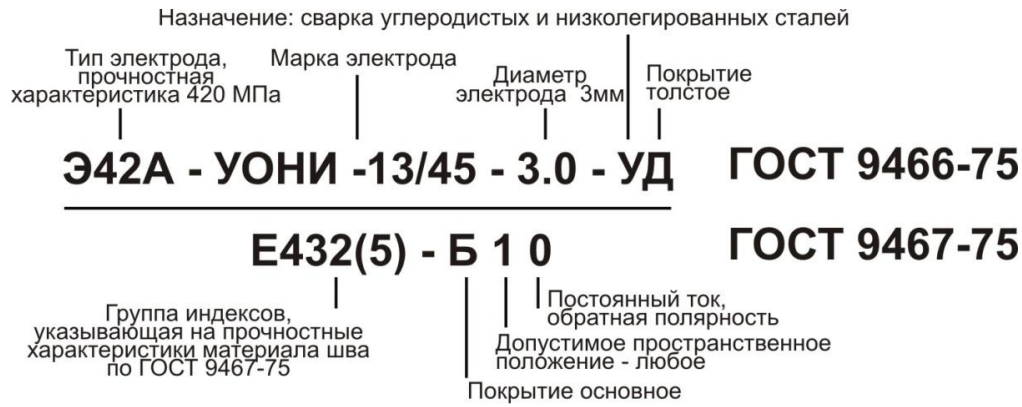 Назначение: сварка углеродистых и низколегированных сталей
Тип электрода,
прочностная
характеристика 420 МПа
Марка электрода
Диаметр
электрода 3мм
Покрытие
толстое
Э42А - УОНИ -13/45 - 3.0 - УД
ГОСТ 9466-75
Е432(5) - Б 1 0
ГОСТ 9467-75
Группа индексов,
указывающая на прочностные
характеристики материала шва
по ГОСТ 9467-75
Постоянный ток,
обратная полярность
Допустимое пространственное
положение - любое
Покрытие основное